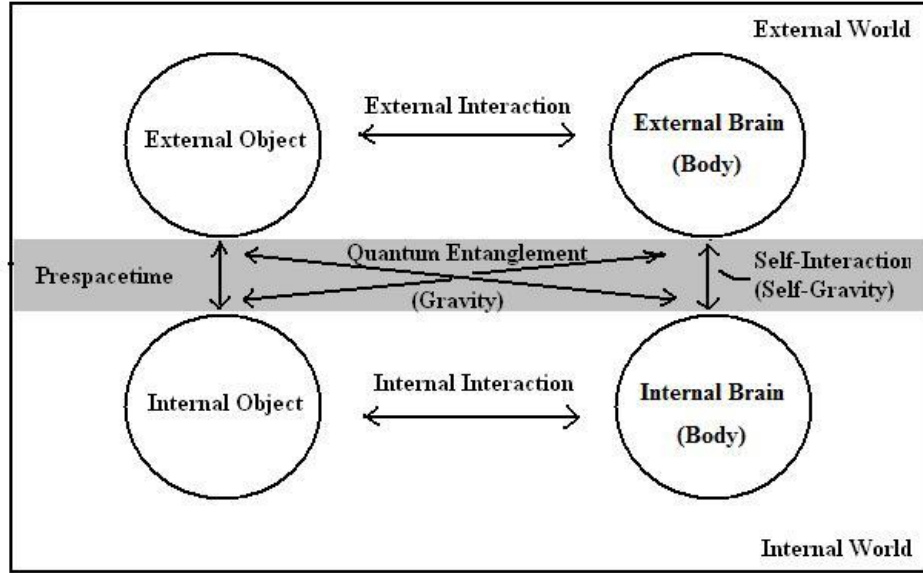 External World
External Object
External Interaction
External Brain
(Body)
Prespacetime
Quantum Entanglement
(Gravity)
Self-Interaction
(Self-Gravity)
Internal Object
Internal Interaction
Internal Brain
(Body)
Internal World